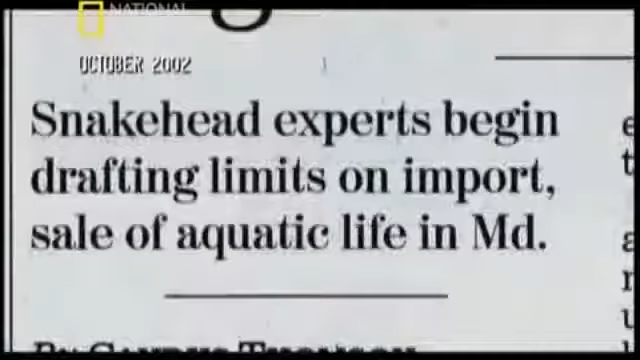 NATIONAL
OCTOBER 2002
Snakehead experts begin
drafting limits on import,
sale of aquatic life in Md.